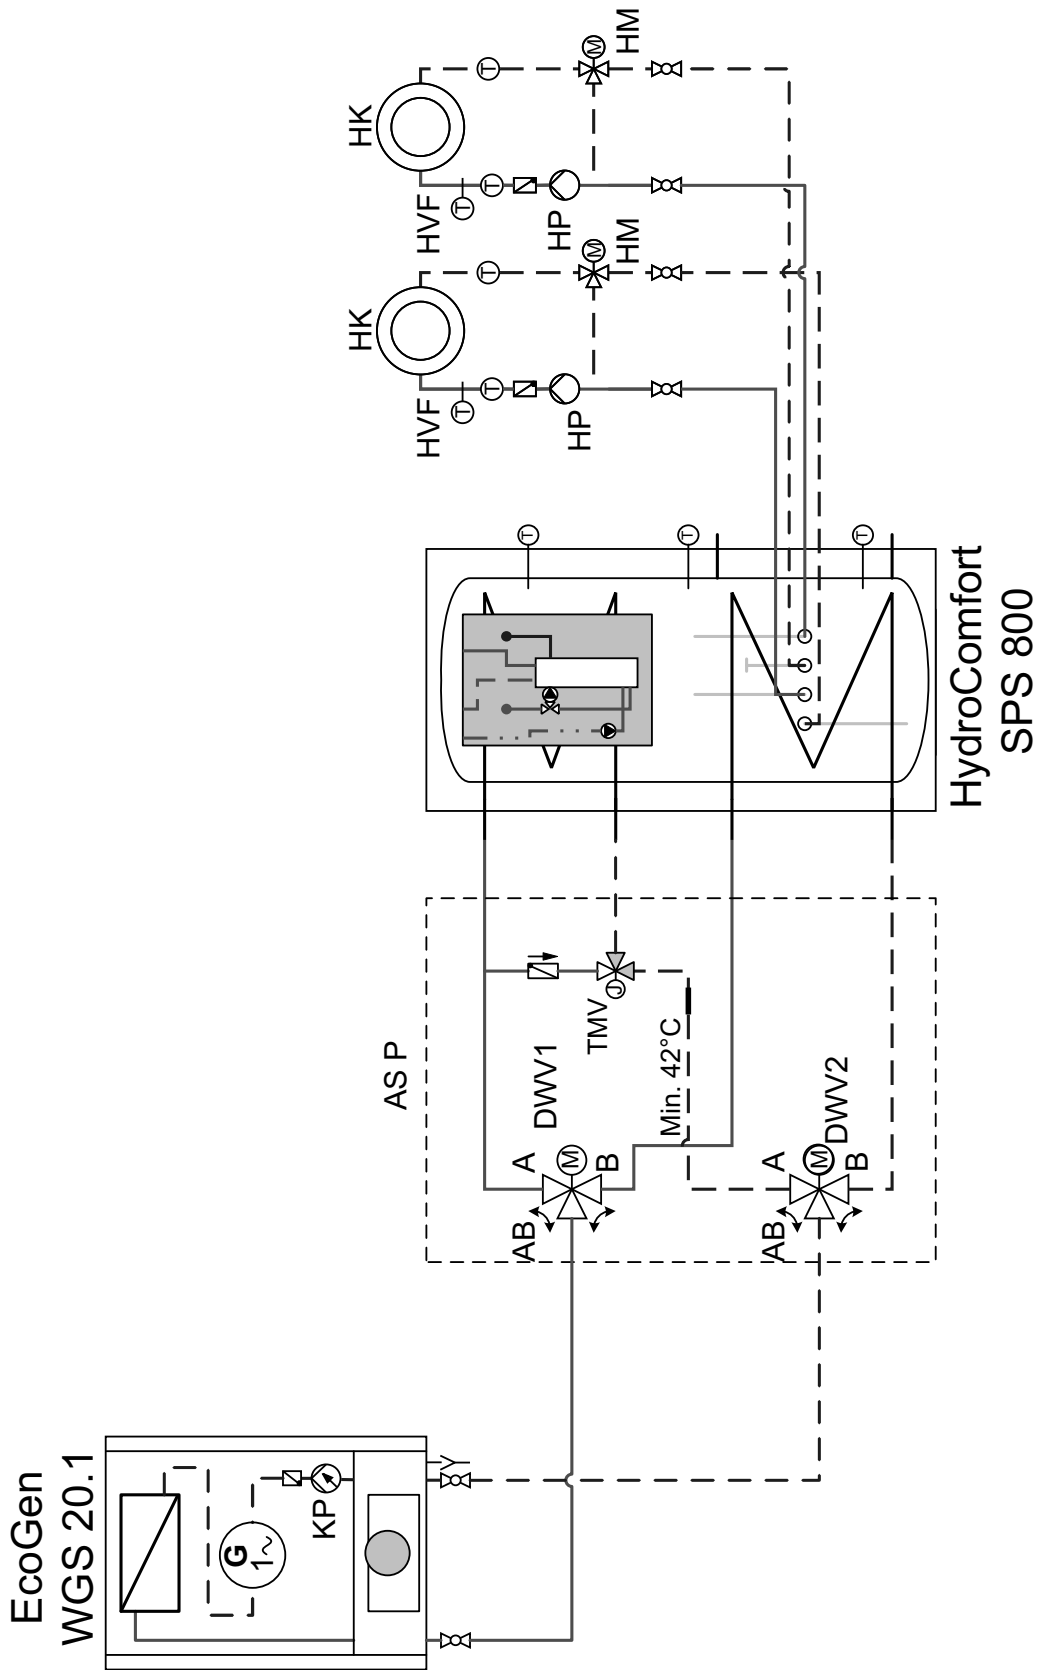 EcoGen
WGS 20.1
G
1~
KP
AS P
AB
A
M
B
DWV1
TMV
J
Min. 42°C
AB
A
M
B
DWV2
T
T
T
HydroComfort
SPS 800
HK
HVF
T
T
HP
T
M
HM
HK
HVF
T
T
HP
T
M
HM